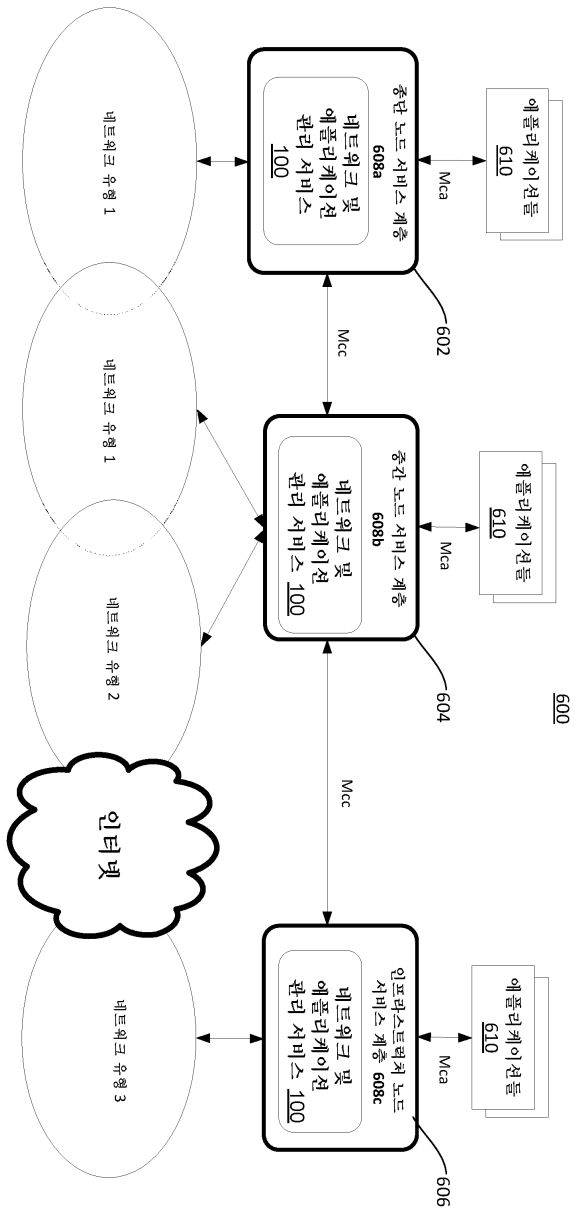 600
애플리케이션들
610
애플리케이션들
610
애플리케이션들
610
Mca
Mca
Mca
602
604
606
종단 노드 서비스 계층
608a
네트워크 및
애플리케이션
관리 서비스
100
Mcc
중간 노드 서비스 계층
608b
네트워크 및
애플리케이션
관리 서비스 100
Mcc
인프라스트럭처 노드
서비스 계층 608c
네트워크 및
애플리케이션
관리 서비스 100
네트워크 유형 1
네트워크 유형 1
네트워크 유형 2
인터넷
네트워크 유형 3